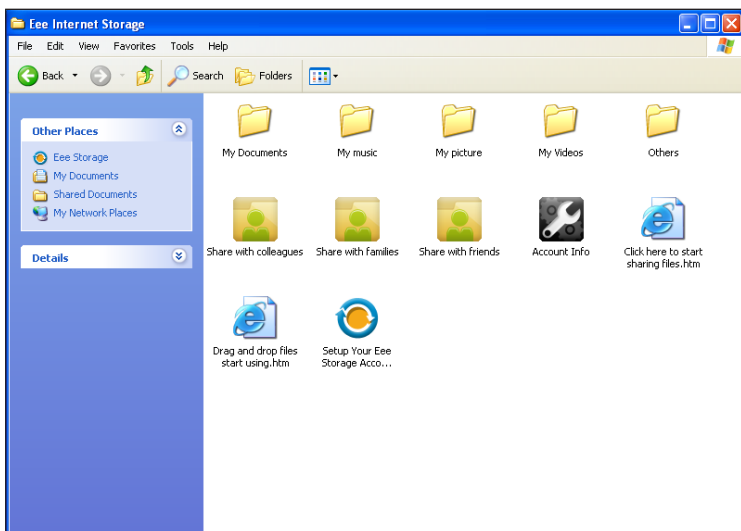 Eee Internet Storage
File Edit View Favorites Tools Help
Back Search Folders
Other Places
Eee Storage
My Documents
Shared Documents
My Network Places
Details
My Documents My music My picture My Videos Others
Share with colleagues Share with families Share with friends Account Info Click here to start
sharing files.htm
Drag and drop files Setup Your Eee
start using.htm Storage Acco...